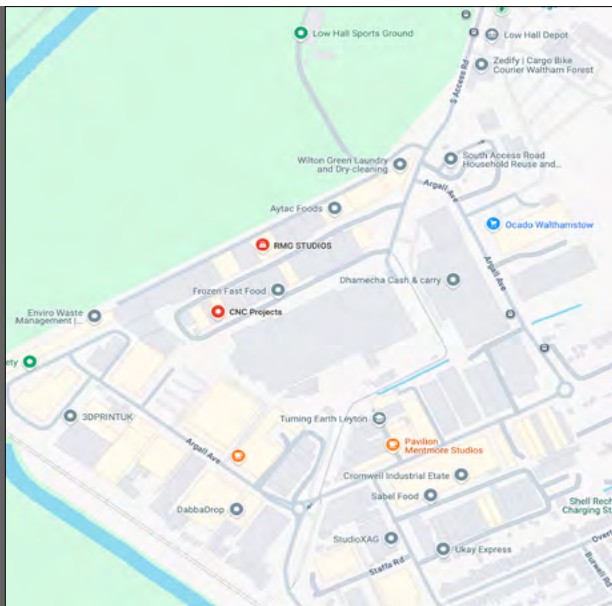 Low Hall Sports Ground
Low Hall Depot
Zedify | Cargo Bike
Courier Waltham Forest
S Access Rd
Wilton Green Laundry
and Dry-cleaning
South Access Road
Household Reuse and...
Argall Ave
Aytac Foods
Ocado Walthamstow
RMG STUDIOS
Argall Ave
Frozen Fast Food
Dhamecha Cash & carry
Enviro Waste
Management |...
CNC Projects
ety
3DPRINTUK
Turning Earth Leyton
Argall Ave
Pavilion
Mentmore Studios
Cromwell Industrial Etate
Sabel Food
Shell Rech
Charging St
DabbaDrop
StudioXAG
Ukay Express
Overt
Staffa Rd
Burwell Rd